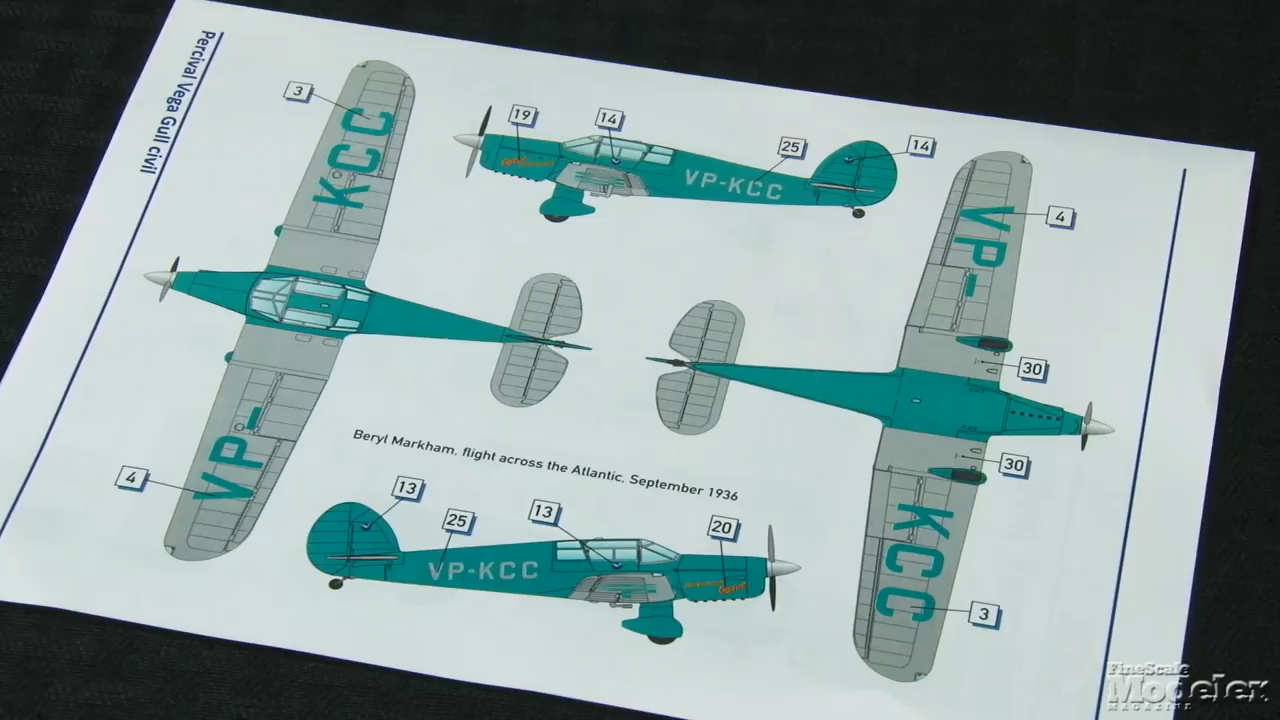 Percival Vega Gull civil
3
KCC
19
14
25
14
VP-KCC
4
VP-
30
VP-
4
30
Beryl Markham, flight across the Atlantic, September 1936
13
25
13
20
VP-KCC
KCC
3
FineScale
Modeler
MAGAZINE